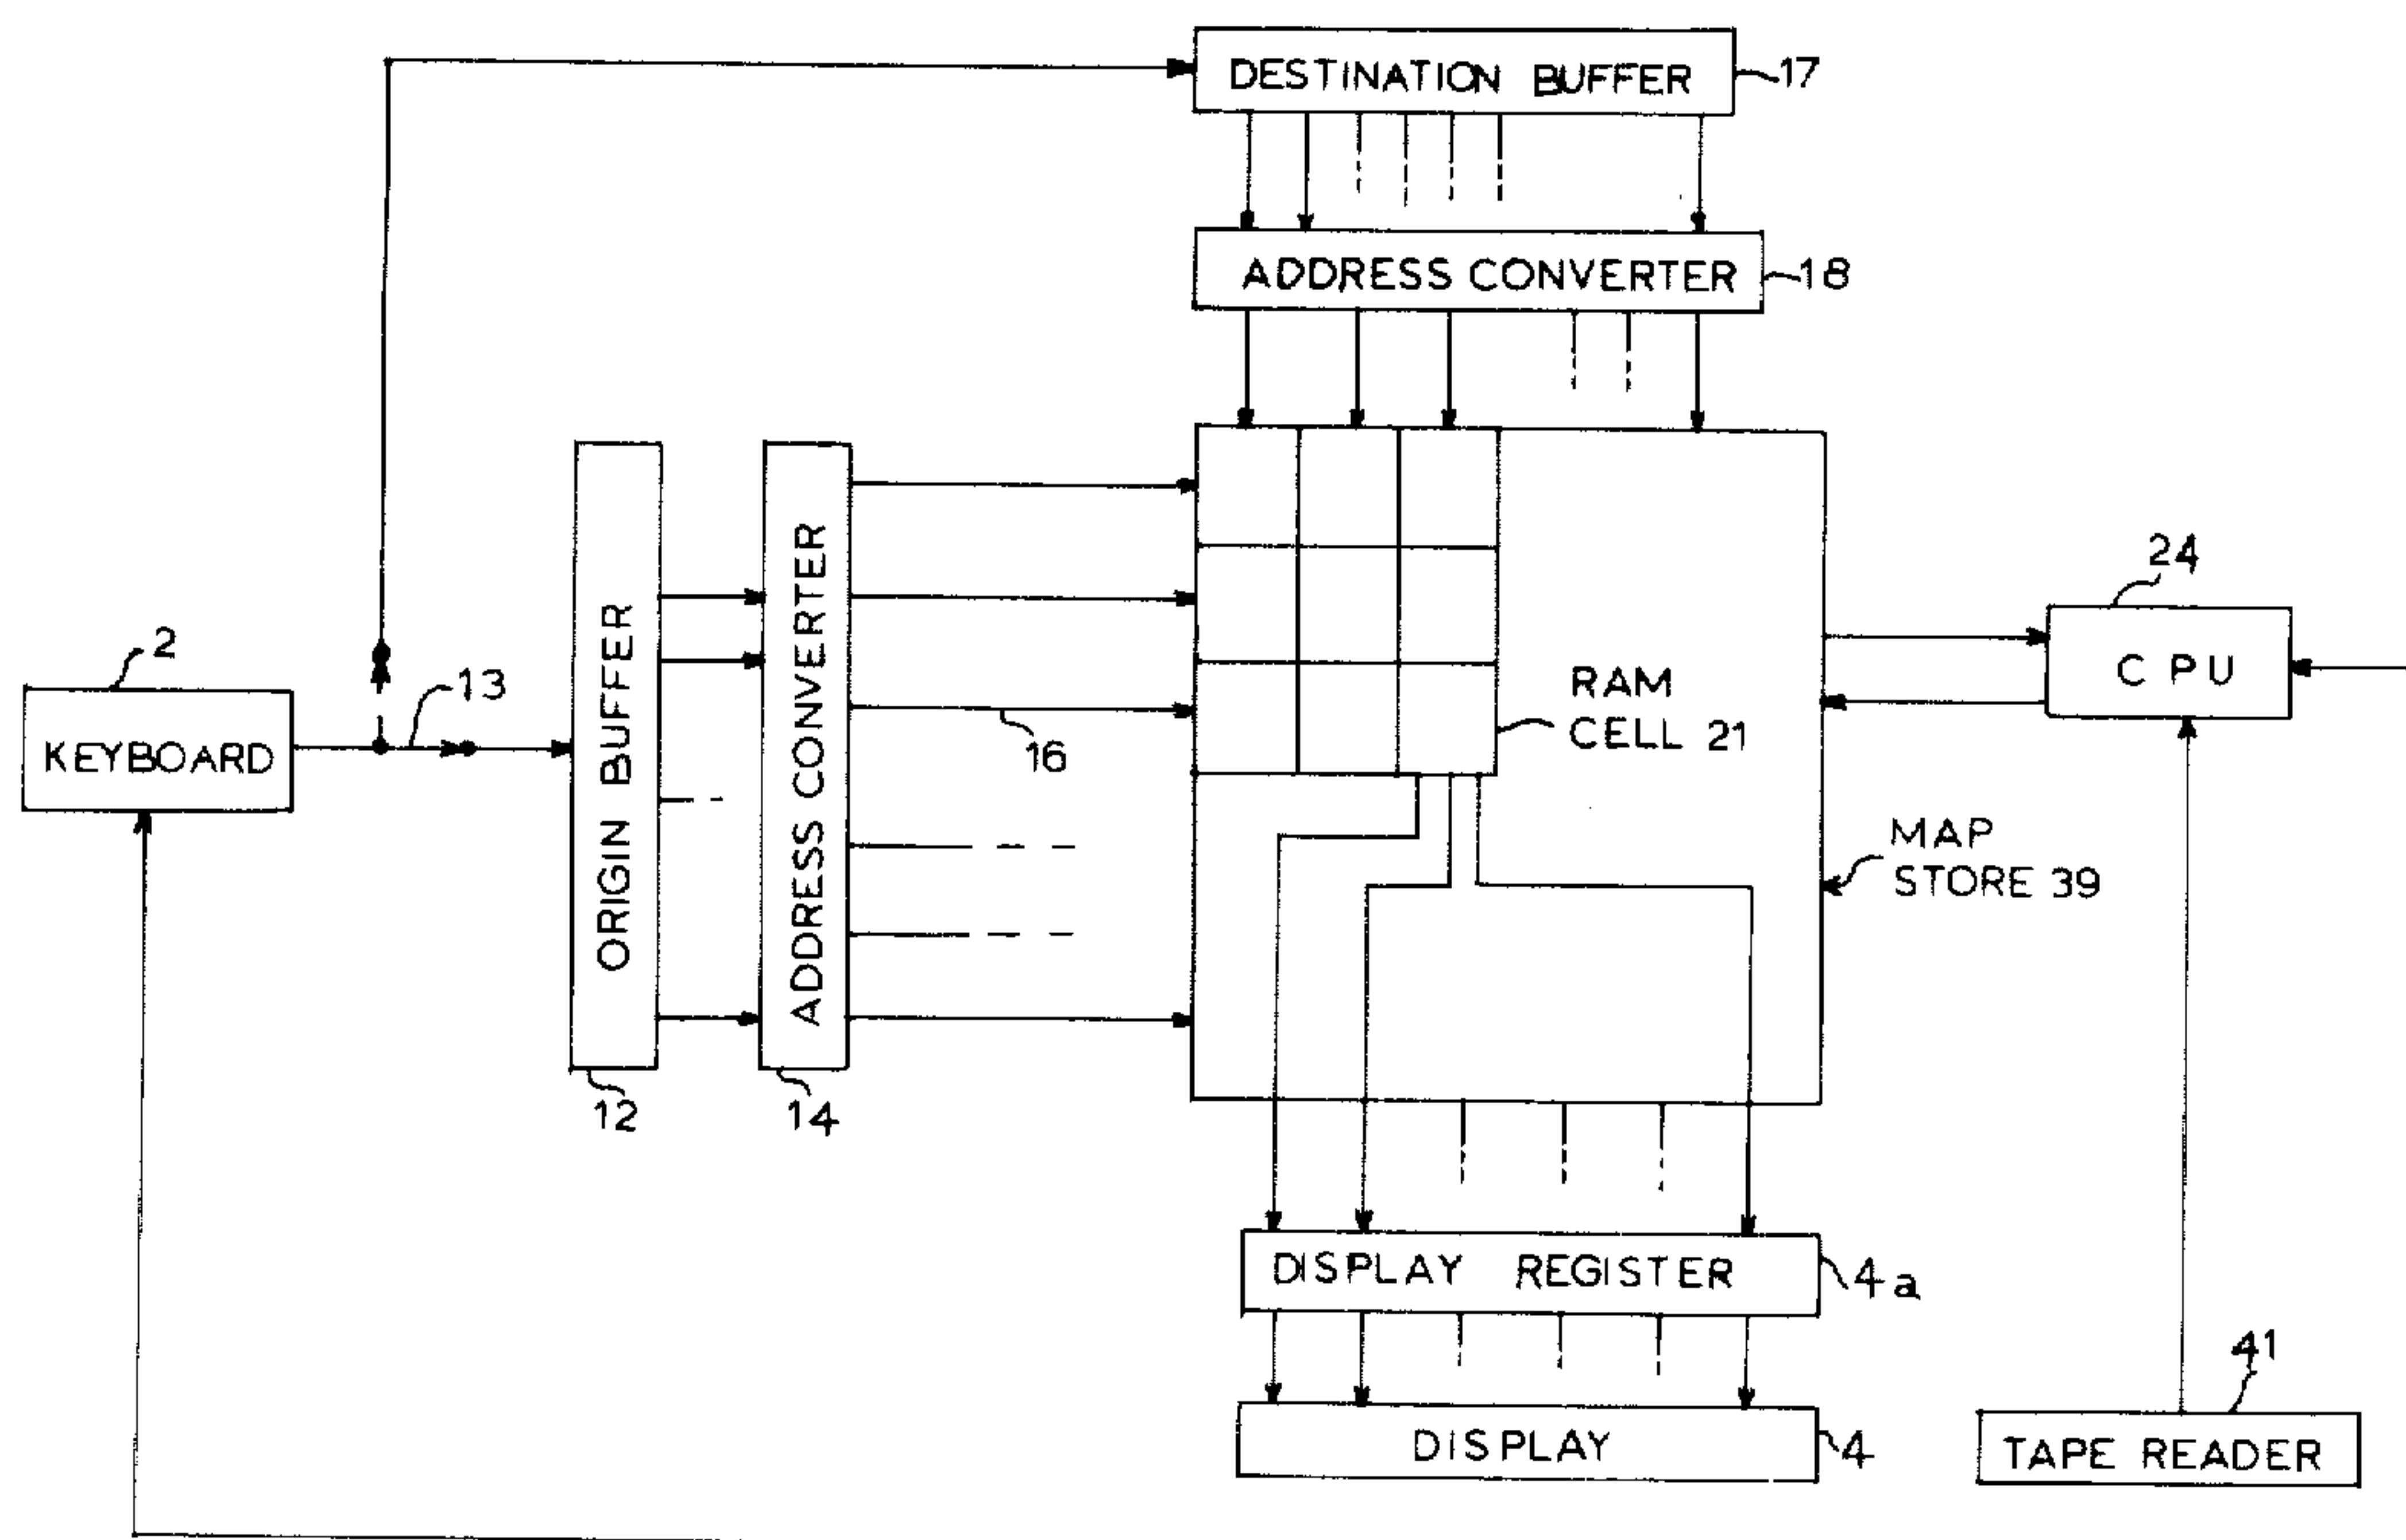 DESTINATION BUFFER
17
ADDRESS CONVERTER
18
24
CPU
2
KEYBOARD
13
ORIGIN BUFFER
12
ADDRESS CONVERTER
14
16
RAM
CELL 21
MAP
STORE 39
DISPLAY REGISTER
4a
DISPLAY
4
41
TAPE READER